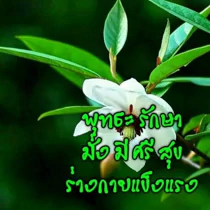 พุทธะ รักษา
มั่ง มี ศรี สุข
ร่างกายแข็งแรง